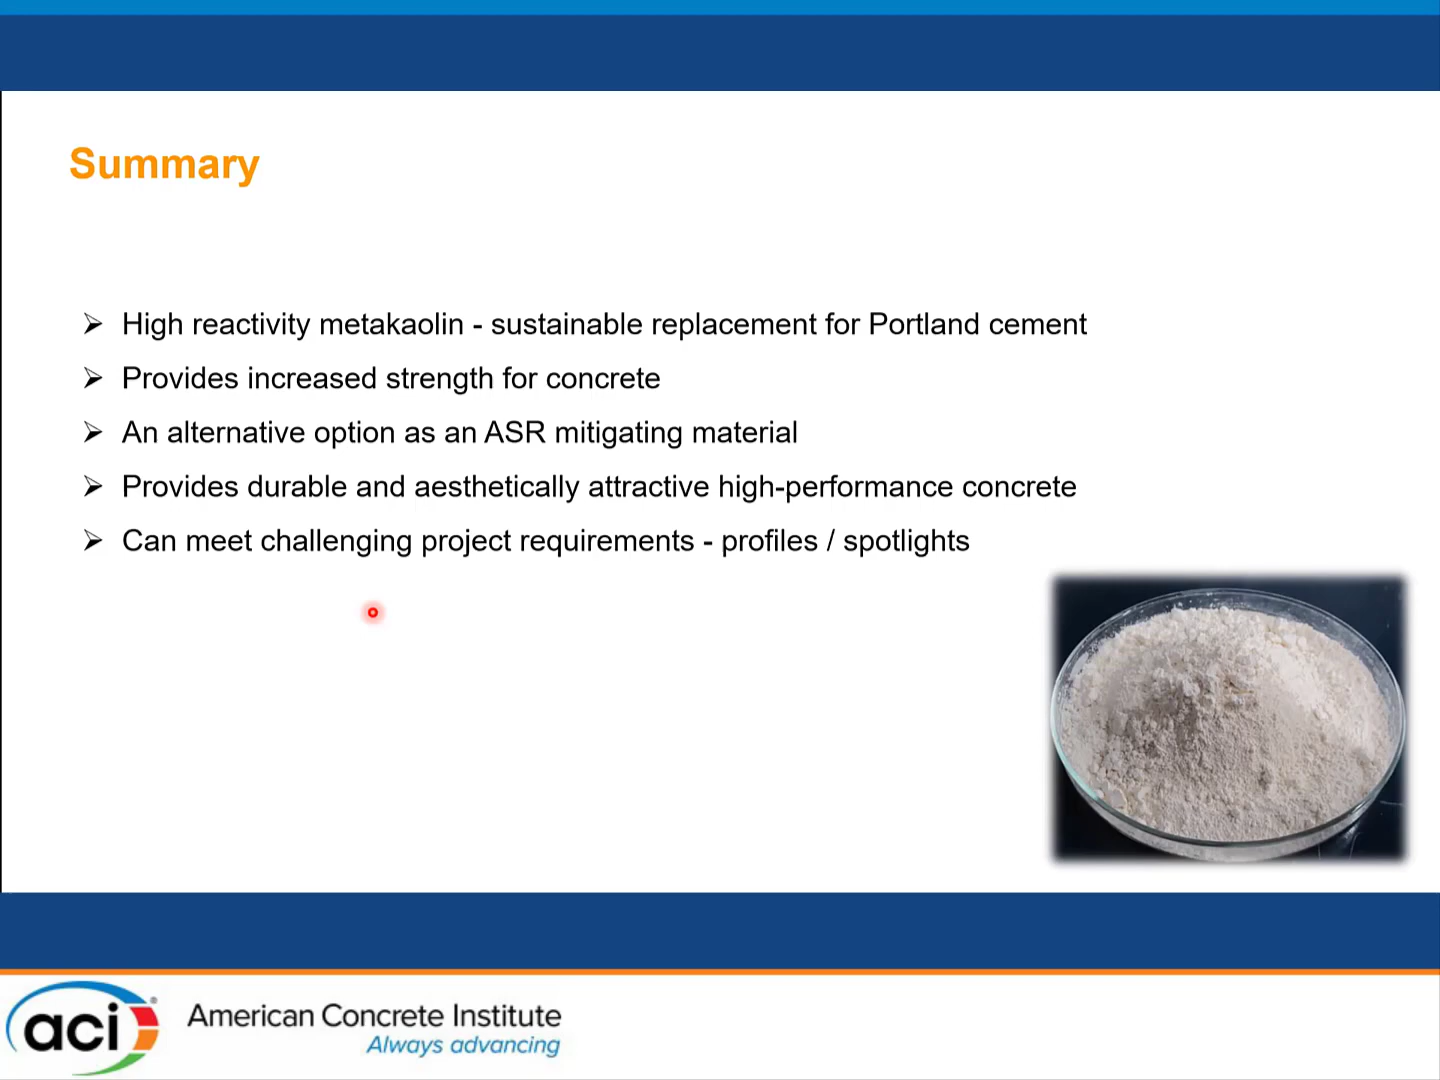 Summary
➢ High reactivity metakaolin - sustainable replacement for Portland cement
➢ Provides increased strength for concrete
➢ An alternative option as an ASR mitigating material
➢ Provides durable and aesthetically attractive high-performance concrete
➢ Can meet challenging project requirements - profiles / spotlights
aci®
American Concrete Institute
Always advancing